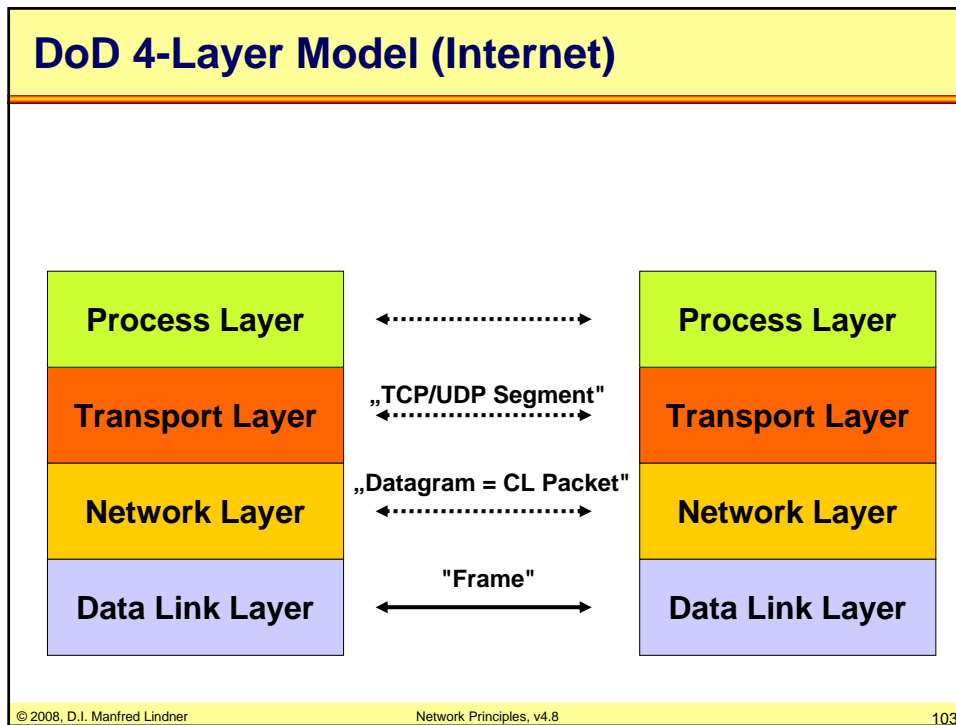 DoD 4-Layer Model (Internet)
Process Layer
Process Layer
„TCP/UDP Segment"
Transport Layer
Transport Layer
„Datagram = CL Packet"
Network Layer
Network Layer
"Frame"
Data Link Layer
Data Link Layer
© 2008, D.I. Manfred Lindner
Network Principles, v4.8
103